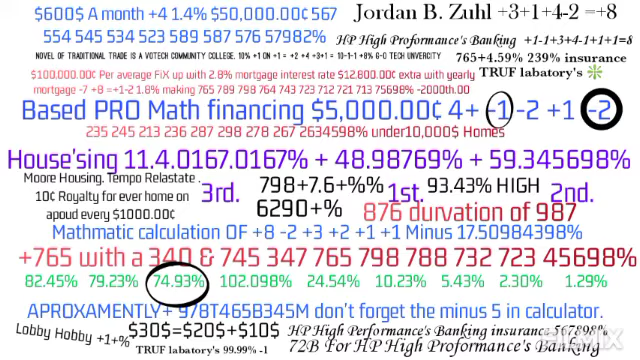 $600$ A month +4 1.4% $50,000.00¢ 567
Jordan B. Zuhl +3+1+4-2 =+8
554 545 534 523 589 587 576 57982%
HP High Proformance's Banking +1-1+3+4-1+1+1=8
NOVEL OF TRADITIONAL TRADE IS A VOTECH COMMUNITY COLLEGE. 10% +1 ON +1 = +2 +4 +3+1 = 10-1-1 +8% 6-0 TECH UNIVERCITY
765+4.59% 239% insurance
$100,000.00¢ Per average FiX up with 2.8% mortgage interest rate $12,800.00¢ extra with yearly
TRUF labatory's ❇
mortgage -7 +8 =+1-2 1.8% making 765 789 798 764 743 723 712 721 713 75698% -2000th.00
Based PRO Math financing $5,000.00¢ 4+ -1 -2 +1 -2
235 245 213 236 287 298 278 267 2634598% under10,000$ Homes
House'sing 11.4.0167.0167% + 48.98769% + 59.345698%
Moore Housing. Tempo Relastate .
10¢ Royalty for ever home on
apoud every $1000.00¢
3rd.
798+7.6+%%
1st.
93.43% HIGH
2nd.
6290+%
876 durvation of 987
Mathmatic calculation OF +8 -2 +3 +2 +1 +1 Minus 17.50984398%
+765 with a 340 & 745 347 765 798 788 732 723 45698%
82.45% 79.23% 74.93% 102.098% 24.54% 10.23% 5.43% 2.30% 1.29%
APROXAMENTLY+ 978T465B345M don't forget the minus 5 in calculator.
Lobby Hobby +1+%
$30$=$20$+$10$
HP High Performance's Banking insurance 567898%
TRUF labatory's 99.99% -1
72B For HP High Proformance's Banking